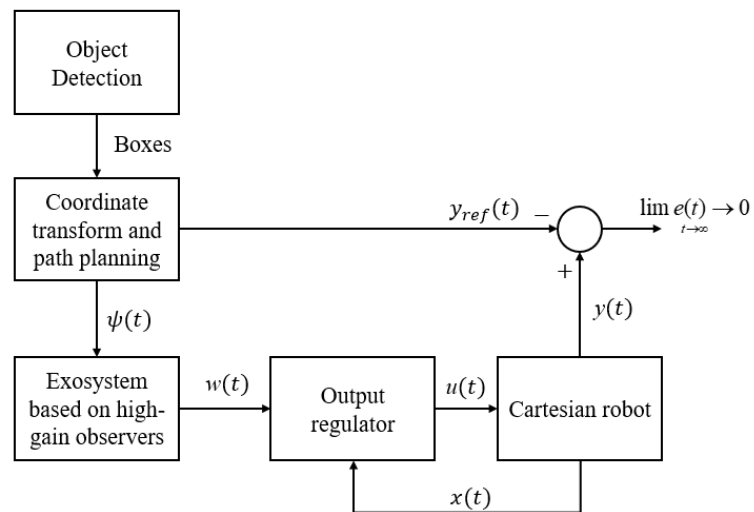 Object
Detection
Boxes
Coordinate
transform and
path planning
y_ref(t)
−
lim e(t) → 0
t→∞
+
ψ(t)
y(t)
Exosystem
based on high-
gain observers
w(t)
Output
regulator
u(t)
Cartesian robot
x(t)